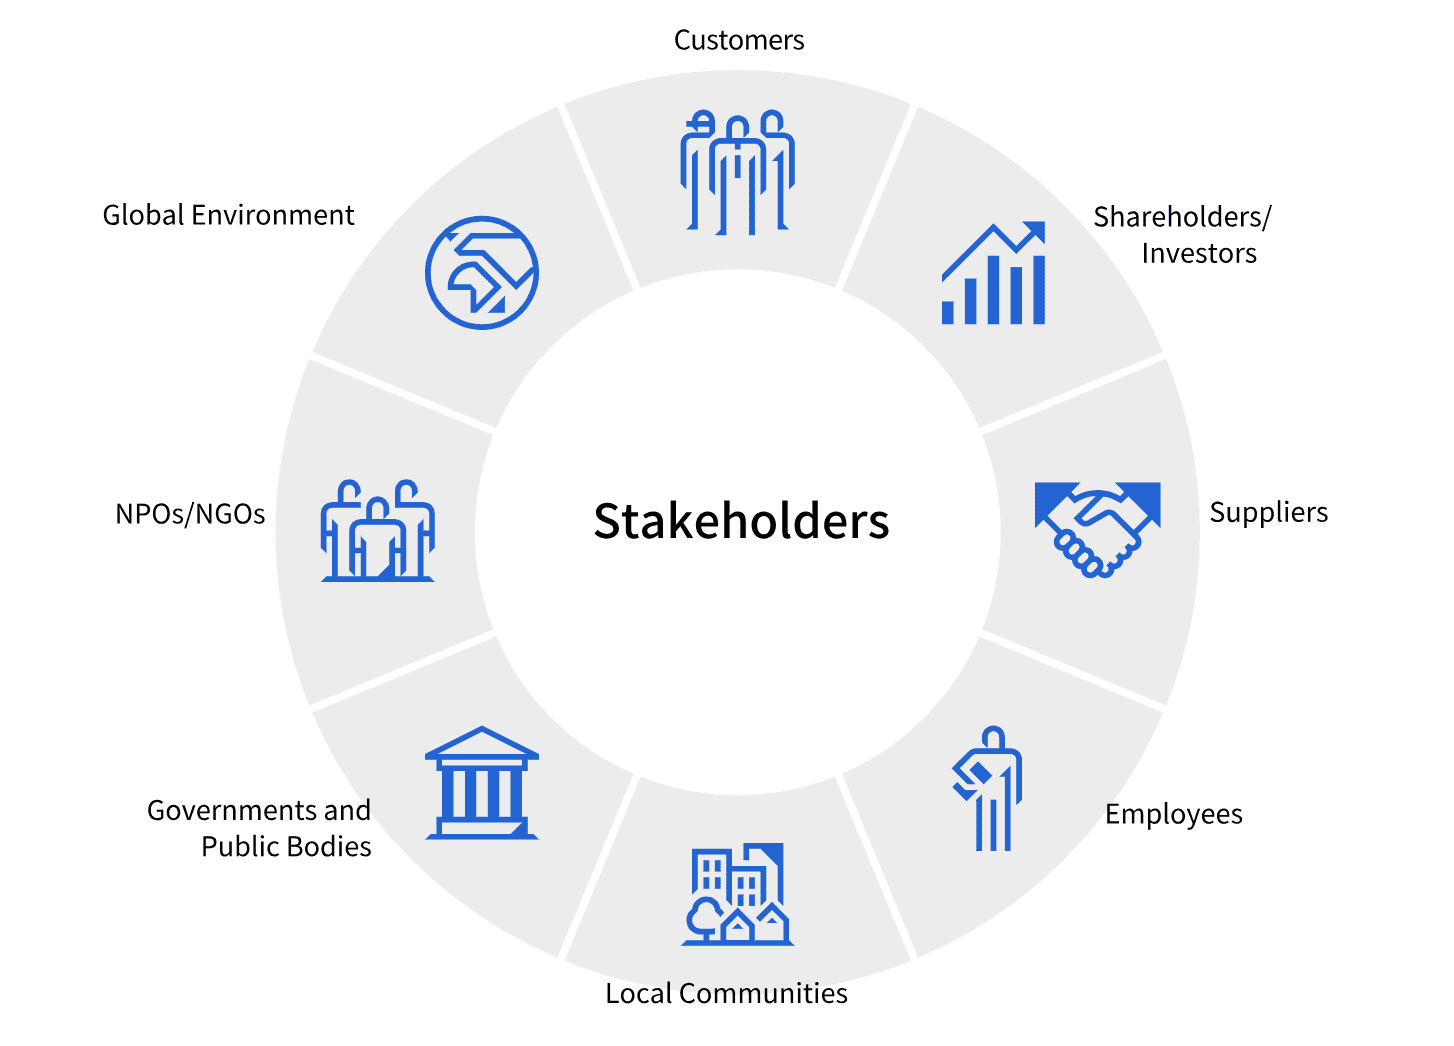 Customers
Global Environment
Shareholders/
Investors
NPOs/NGOs
Stakeholders
Suppliers
Governments and
Public Bodies
Employees
Local Communities